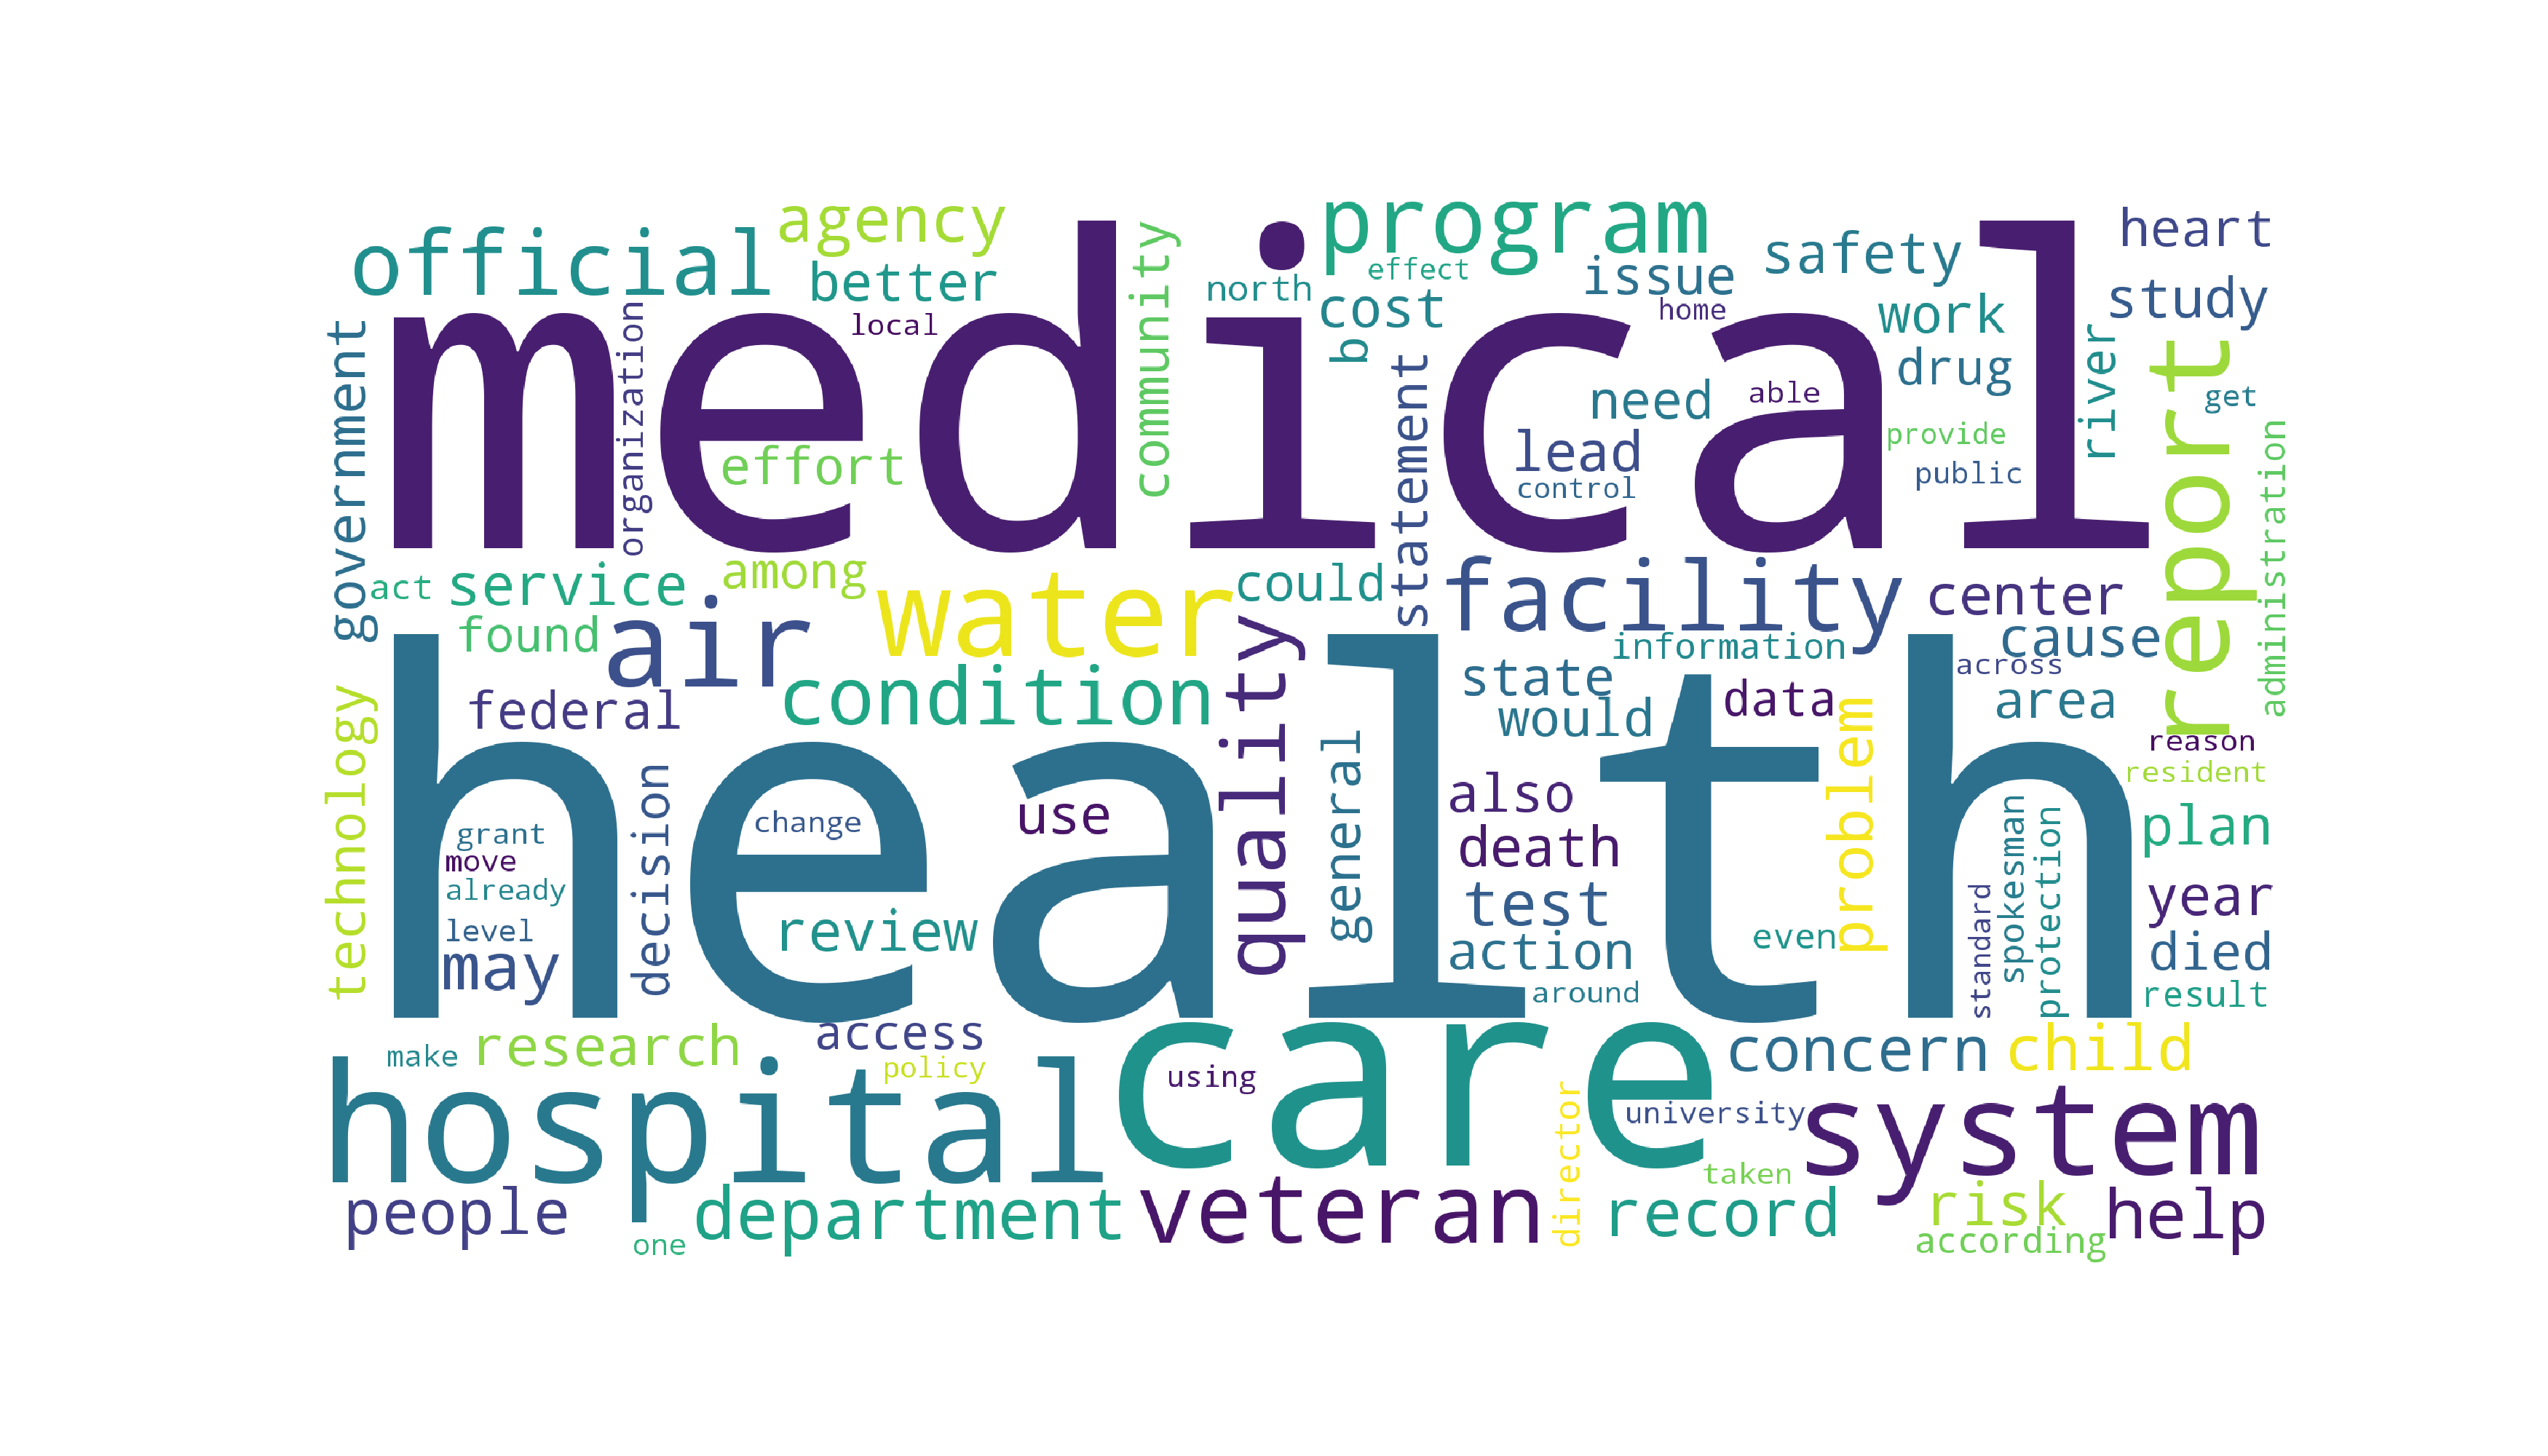 agency
program
heart
official
better
community
north
effect
issue
safety
medical
cost
home
work
study
local
organization
government
statement
need
able
drug
river
report
get
effort
lead
control
provide
public
administration
act
service
among
water
could
facility
center
found
air
quality
information
cause
across
federal
condition
state
would
data
problem
area
reason
technology
decision
health
general
also
resident
grant
change
use
death
spokesman
protection
plan
move
already
test
standard
year
level
review
action
even
died
may
around
result
research
access
care
concern
child
make
policy
using
hospital
director
university
system
people
department
veteran
taken
record
risk
help
one
according